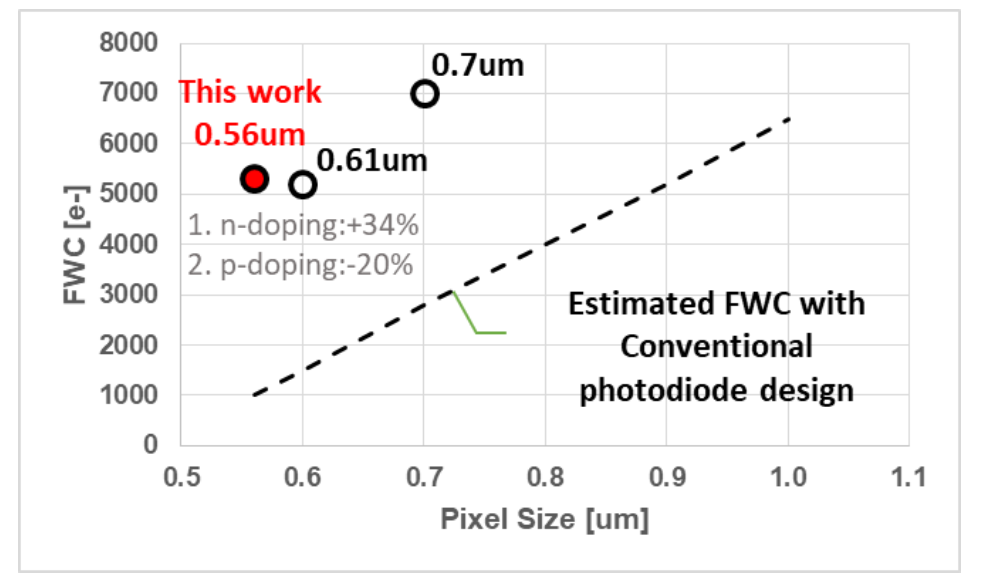 8000
7000
6000
5000
4000
3000
2000
1000
0
FWC [e-]
This work
0.56um
0.7um
0.61um
1. n-doping:+34%
2. p-doping:-20%
Estimated FWC with
Conventional
photodiode design
0.5 0.6 0.7 0.8 0.9 1.0 1.1
Pixel Size [um]